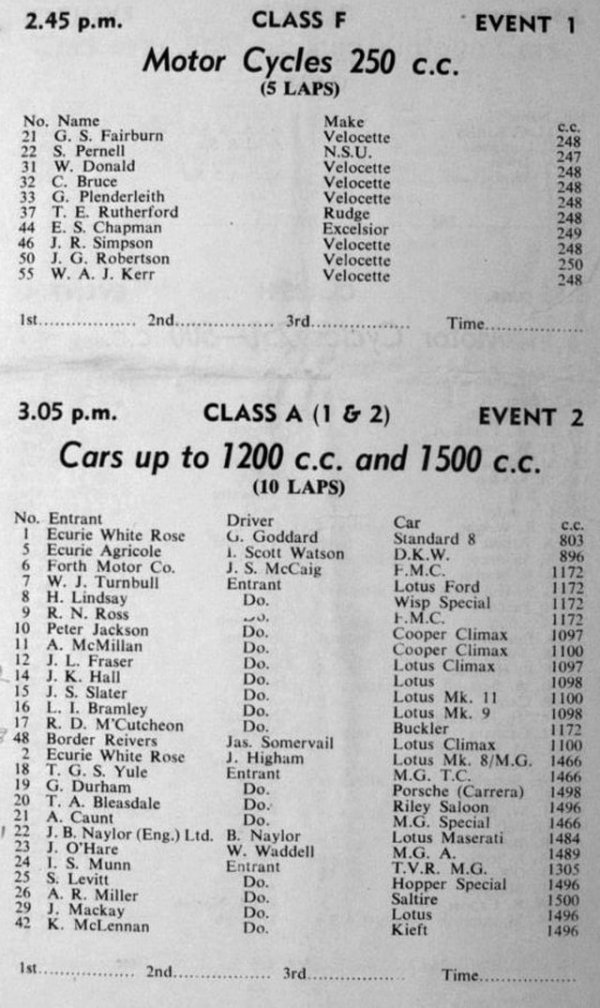 2.45 p.m. CLASS F EVENT 1
Motor Cycles 250 c.c.
(5 LAPS)
No. Name Make c.c.
21 G. S. Fairburn Velocette 248
22 S. Pernell N.S.U. 247
31 W. Donald Velocette 248
32 C. Bruce Velocette 248
33 G. Plenderleith Velocette 248
37 T. E. Rutherford Rudge 248
44 E. S. Chapman Excelsior 249
46 J. R. Simpson Velocette 248
50 J. G. Robertson Velocette 250
55 W. A. J. Kerr Velocette 248
1st................. 2nd................. 3rd................. Time.................
3.05 p.m. CLASS A (1 & 2) EVENT 2
Cars up to 1200 c.c. and 1500 c.c.
(10 LAPS)
No. Entrant Driver Car c.c.
1 Ecurie White Rose G. Goddard Standard 8 803
5 Ecurie Agricole I. Scott Watson D.K.W. 896
6 Forth Motor Co. J. S. McCaig F.M.C. 1172
7 W. J. Turnbull Entrant Lotus Ford 1172
8 H. Lindsay Do. Wisp Special 1172
9 R. N. Ross Do. F.M.C. 1172
10 Peter Jackson Do. Cooper Climax 1097
11 A. McMillan Do. Cooper Climax 1100
12 J. L. Fraser Do. Lotus Climax 1097
14 J. K. Hall Do. Lotus 1098
15 J. S. Slater Do. Lotus Mk. 11 1100
16 L. I. Bramley Do. Lotus Mk. 9 1098
17 R. D. M'Cutcheon Do. Buckler 1172
48 Border Reivers Jas. Somervail Lotus Climax 1100
2 Ecurie White Rose J. Higham Lotus Mk. 8/M.G. 1466
18 T. G. S. Yule Entrant M.G. T.C. 1466
19 G. Durham Do. Porsche (Carrera) 1498
20 T. A. Bleasdale Do. Riley Saloon 1496
21 A. Caunt Do. M.G. Special 1466
22 J. B. Naylor (Eng.) Ltd. B. Naylor Lotus Maserati 1484
23 J. O'Hare W. Waddell M.G. A. 1489
24 I. S. Munn Entrant T.V.R. M.G. 1305
25 S. Levitt Do. Hopper Special 1496
26 A. R. Miller Do. Saltire 1500
29 J. Mackay Do. Lotus 1496
42 K. McLennan Do. Kieft 1496
1st................. 2nd................. 3rd................. Time.................